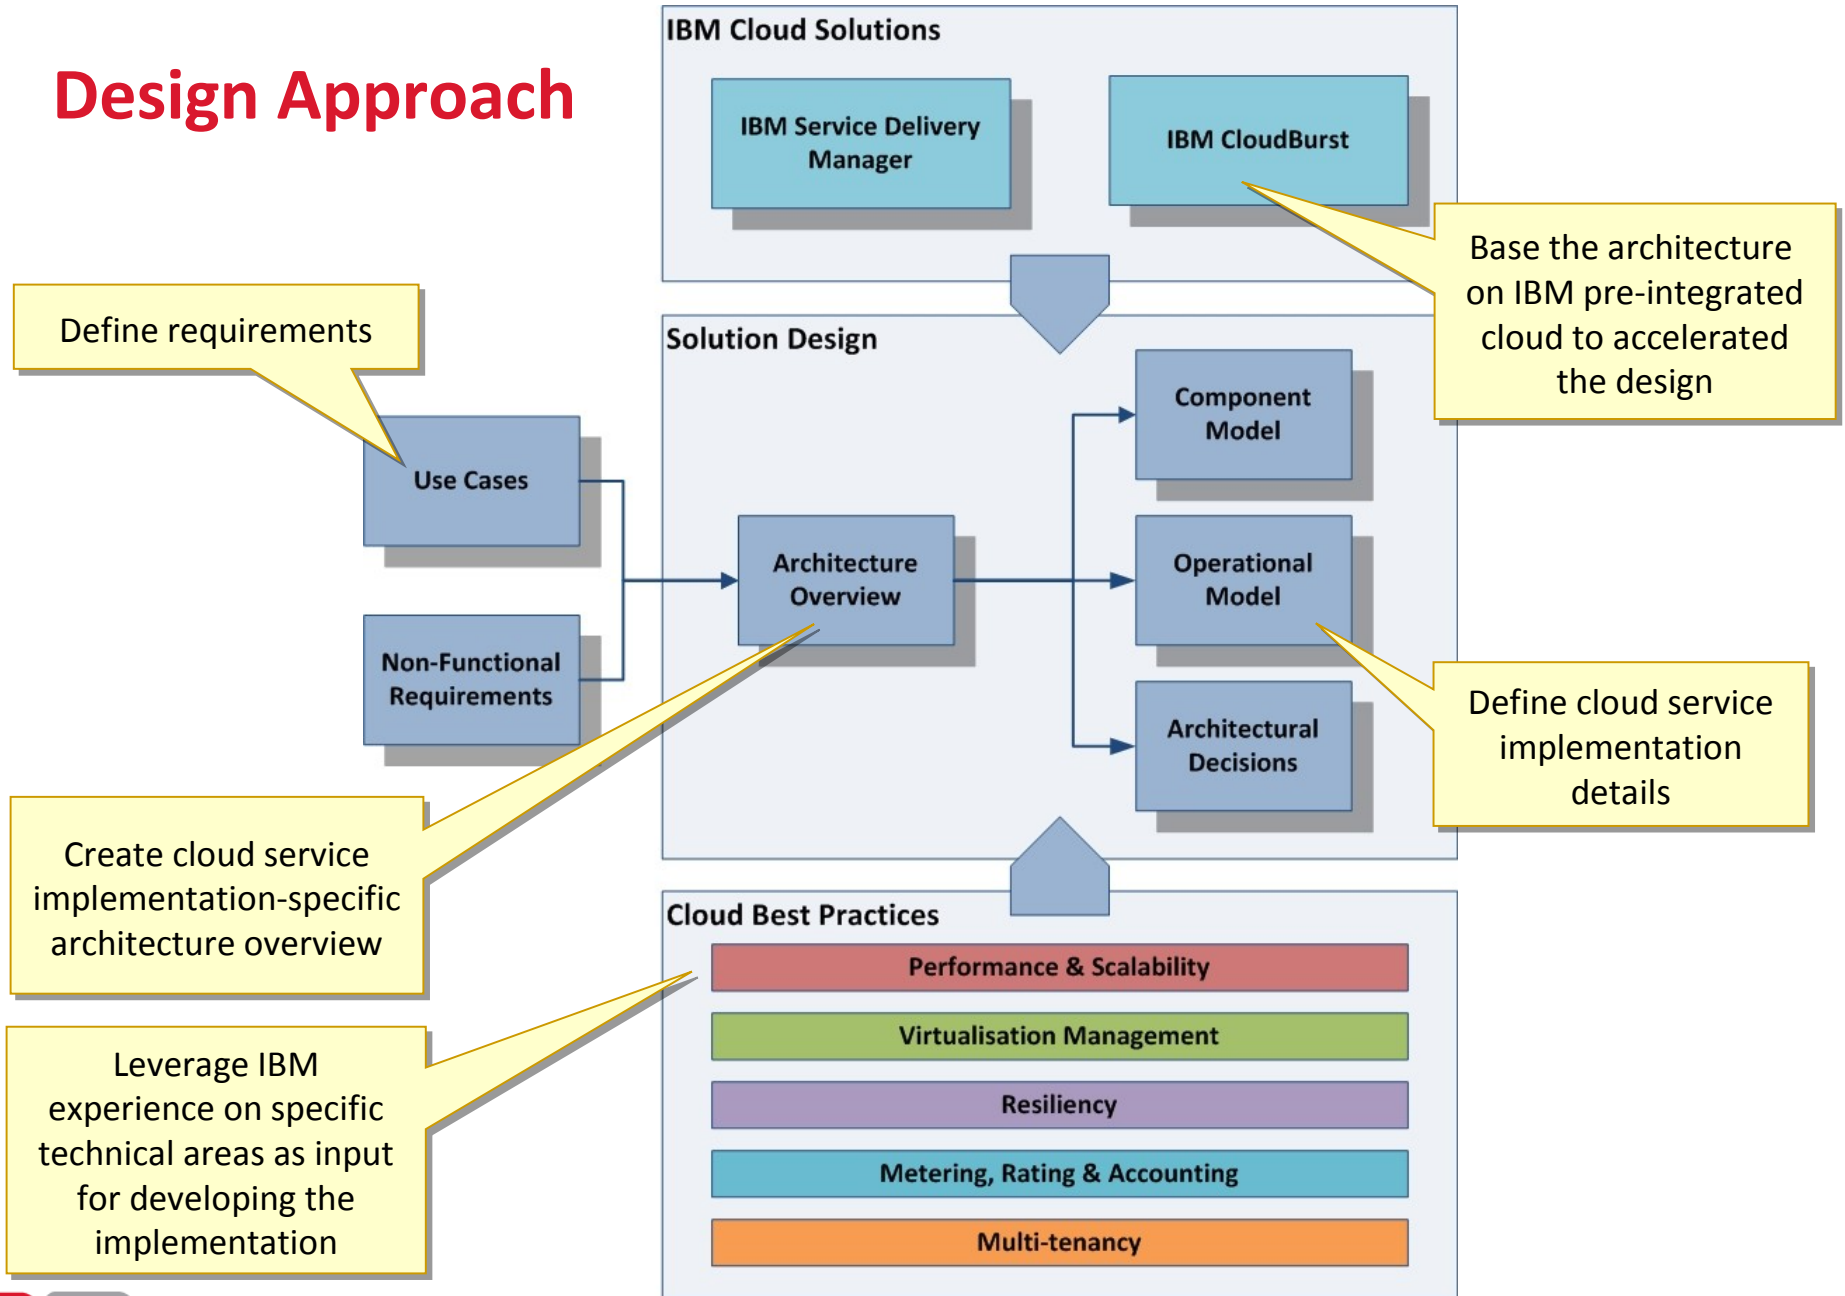 Design Approach
IBM Cloud Solutions
IBM Service Delivery
Manager
IBM CloudBurst
Base the architecture
on IBM pre-integrated
cloud to accelerated
the design
Define requirements
Solution Design
Use Cases
Non-Functional
Requirements
Architecture
Overview
Component
Model
Operational
Model
Architectural
Decisions
Define cloud service
implementation
details
Create cloud service
implementation-specific
architecture overview
Cloud Best Practices
Performance & Scalability
Virtualisation Management
Resiliency
Metering, Rating & Accounting
Multi-tenancy
Leverage IBM
experience on specific
technical areas as input
for developing the
implementation